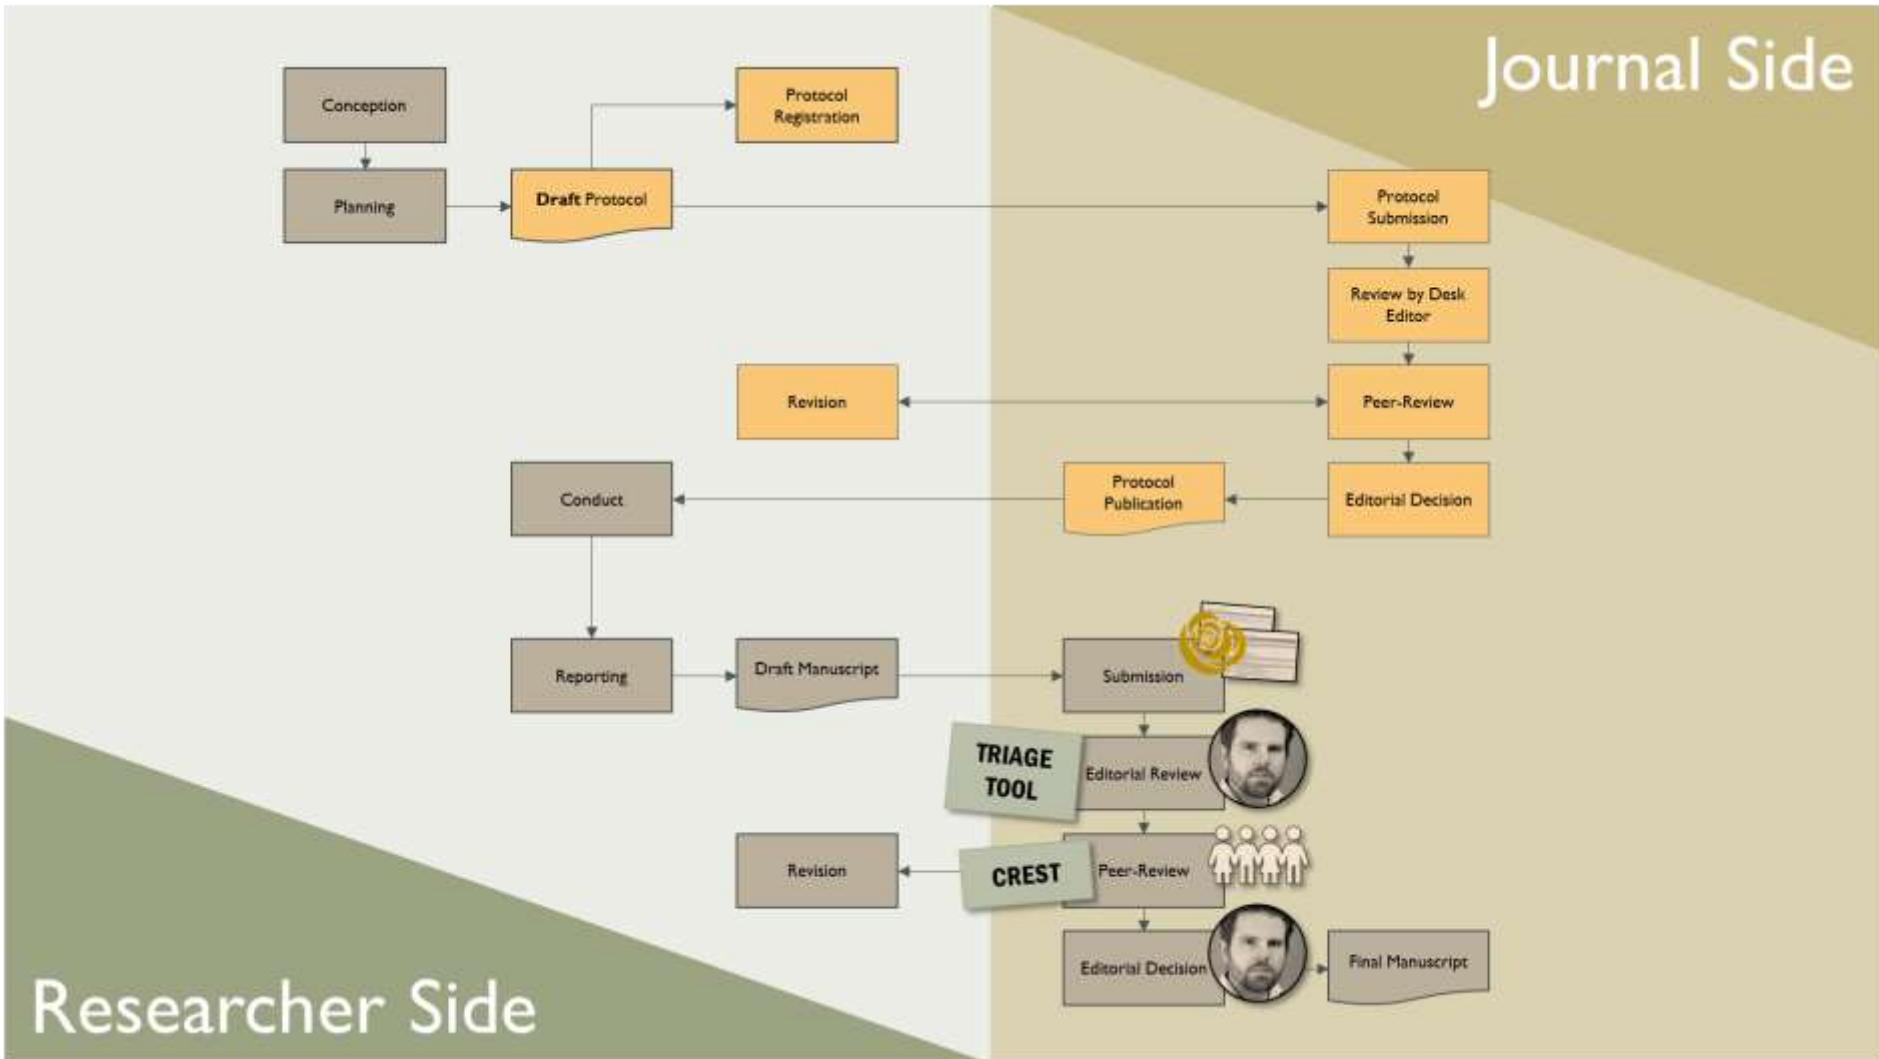 Journal Side
Conception
Protocol
Registration
Planning
Draft Protocol
Protocol
Submission
Review by Desk
Editor
Revision
Peer-Review
Conduct
Protocol
Publication
Editorial Decision
Reporting
Draft Manuscript
Submission
TRIAGE
TOOL
Editorial Review
Revision
CREST
Peer-Review
Editorial Decision
Final Manuscript
Researcher Side